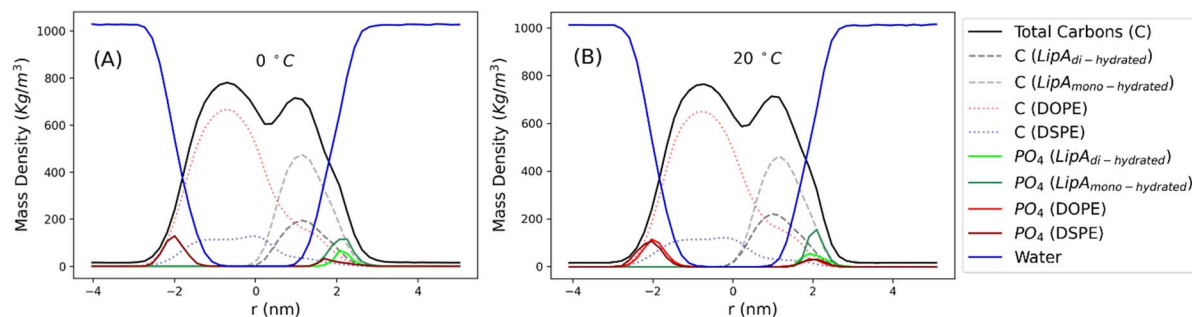 (A)
0 °C
Mass Density (Kg/m³)
1000
800
600
400
200
0
−4 −2 0 2 4
r (nm)
(B)
20 °C
Mass Density (Kg/m³)
1000
800
600
400
200
0
−4 −2 0 2 4
r (nm)
Total Carbons (C)
C (LipA_di−hydrated)
C (LipA_mono−hydrated)
C (DOPE)
C (DSPE)
PO₄ (LipA_di−hydrated)
PO₄ (LipA_mono−hydrated)
PO₄ (DOPE)
PO₄ (DSPE)
Water